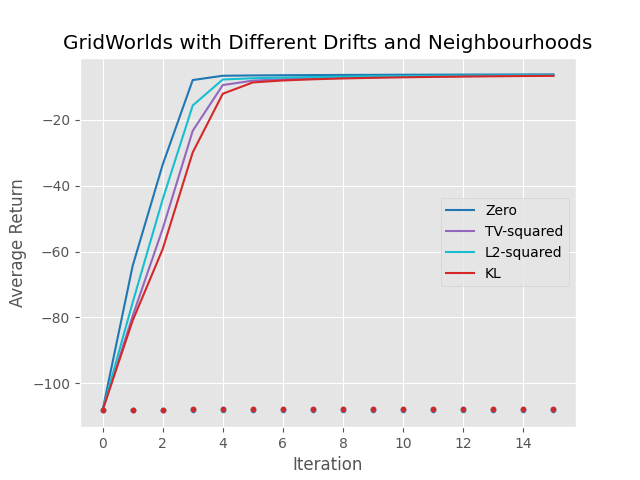 GridWorlds with Different Drifts and Neighbourhoods
Average Return
−20
−40
−60
−80
−100
Zero
TV-squared
L2-squared
KL
0 2 4 6 8 10 12 14
Iteration